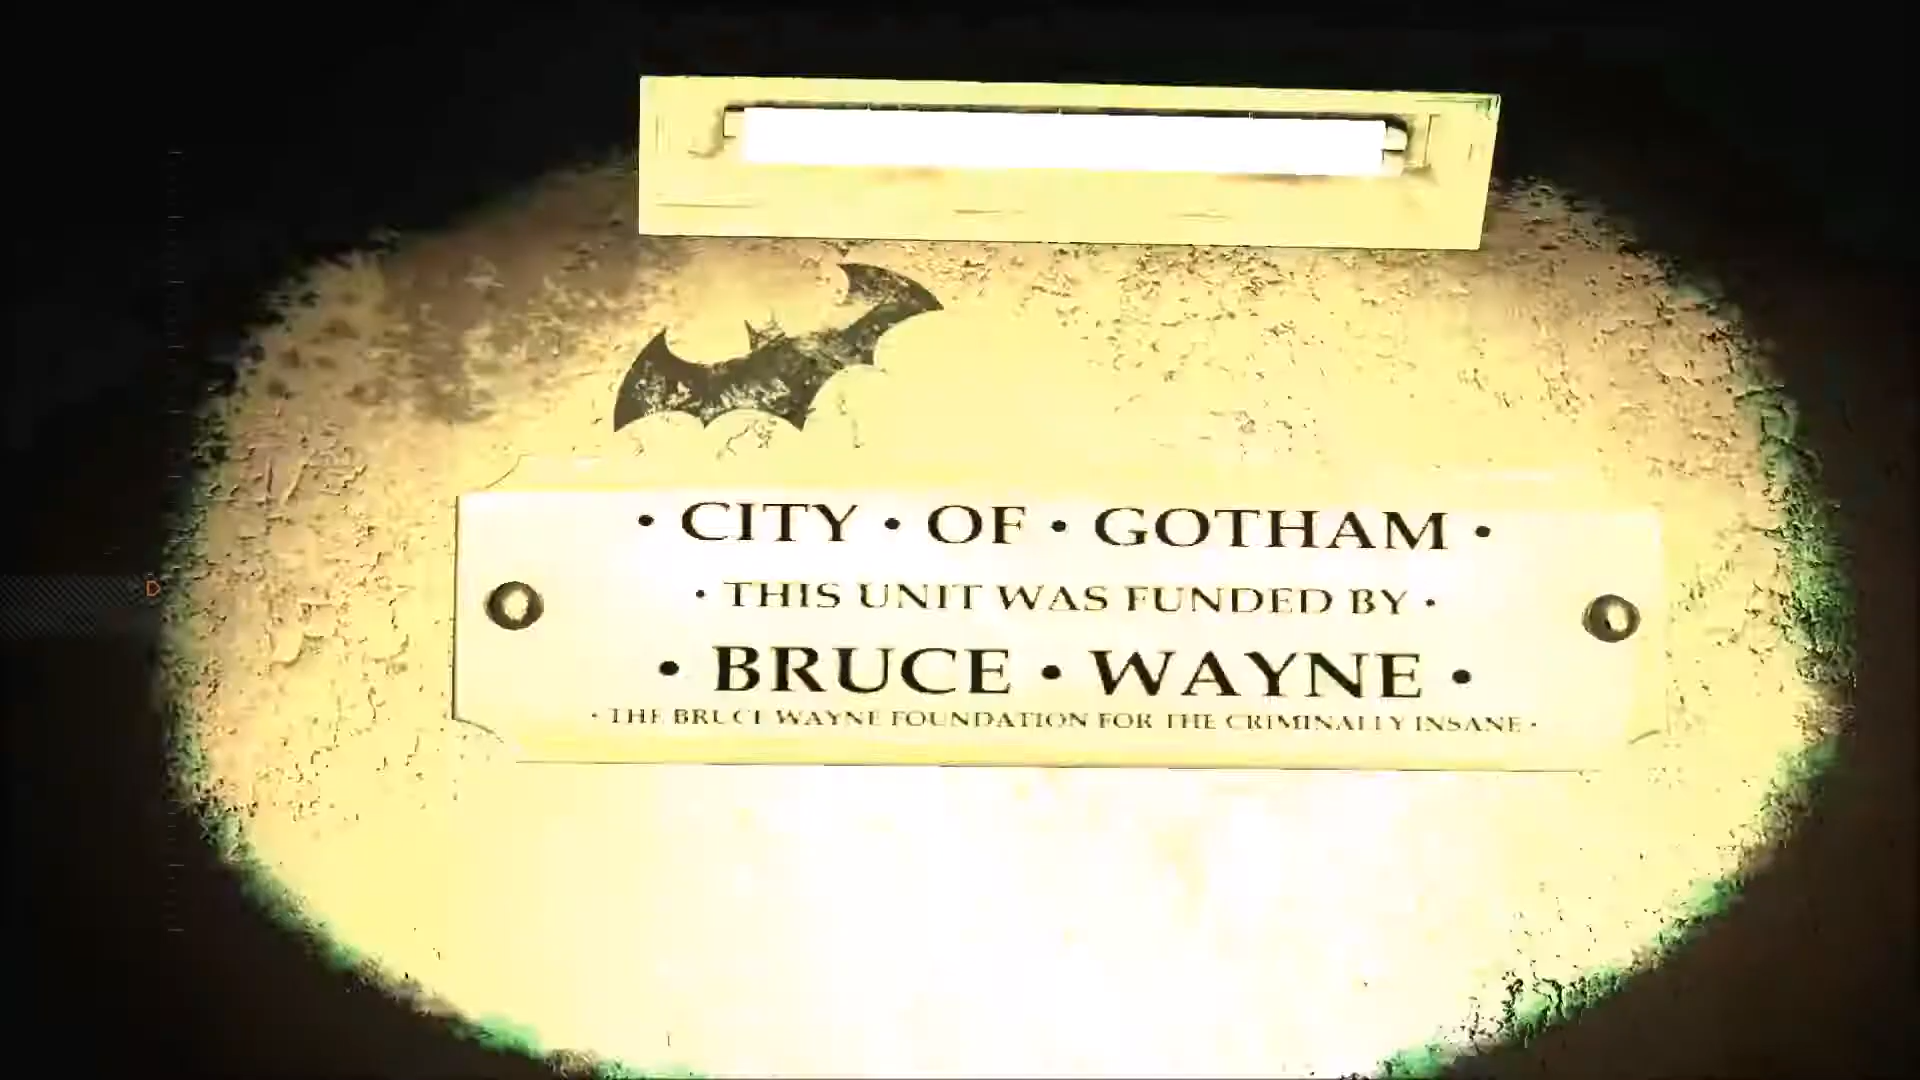 • CITY • OF • GOTHAM •
• THIS UNIT WAS FUNDED BY •
• BRUCE • WAYNE •
• THE BRUCE WAYNE FOUNDATION FOR THE CRIMINALLY INSANE •